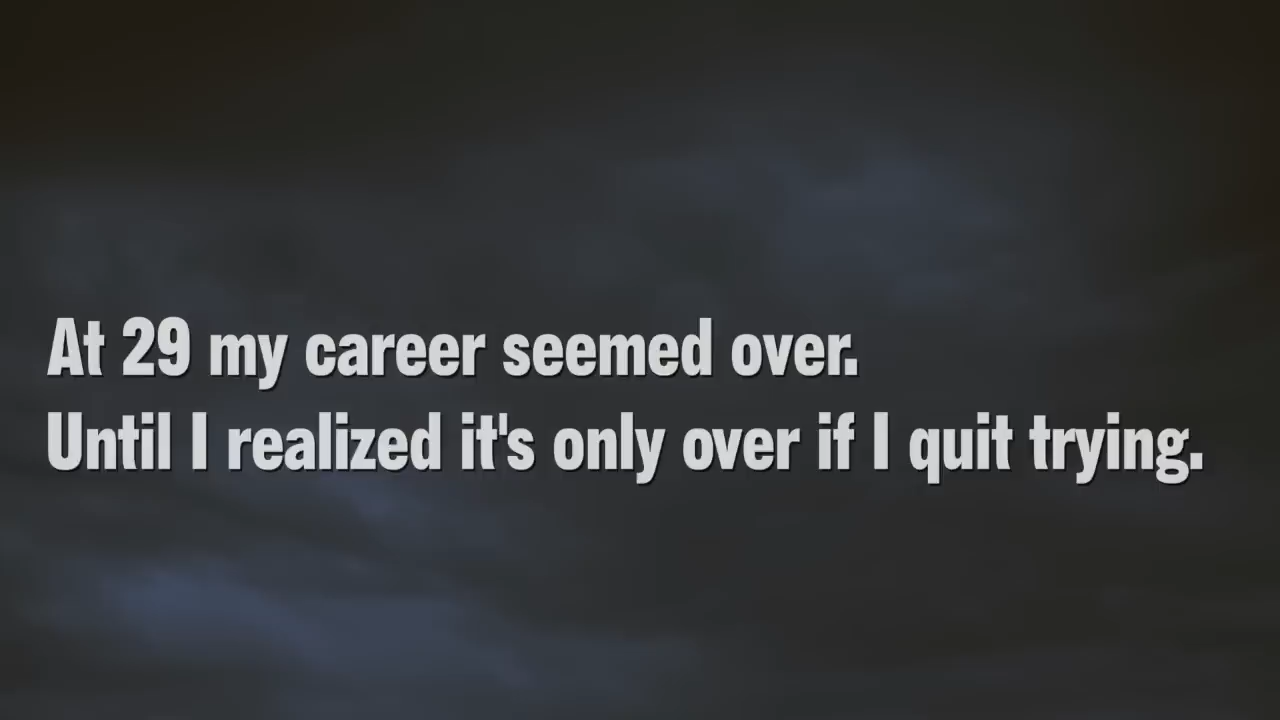 At 29 my career seemed over.
Until I realized it's only over if I quit trying.